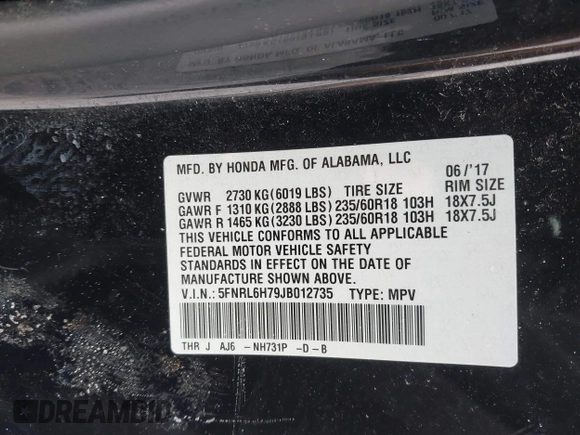 MFD. BY HONDA MFG. OF ALABAMA, LLC
06/'17
GVWR 2730 KG(6019 LBS) TIRE SIZE RIM SIZE
GAWR F 1310 KG(2888 LBS) 235/60R18 103H 18X7.5J
GAWR R 1465 KG(3230 LBS) 235/60R18 103H 18X7.5J
THIS VEHICLE CONFORMS TO ALL APPLICABLE
FEDERAL MOTOR VEHICLE SAFETY
STANDARDS IN EFFECT ON THE DATE OF
MANUFACTURE SHOWN ABOVE.
V.I.N.: 5FNRL6H79JB012735 TYPE: MPV
THR J AJ6 -NH731P -D-B
DREAMBID